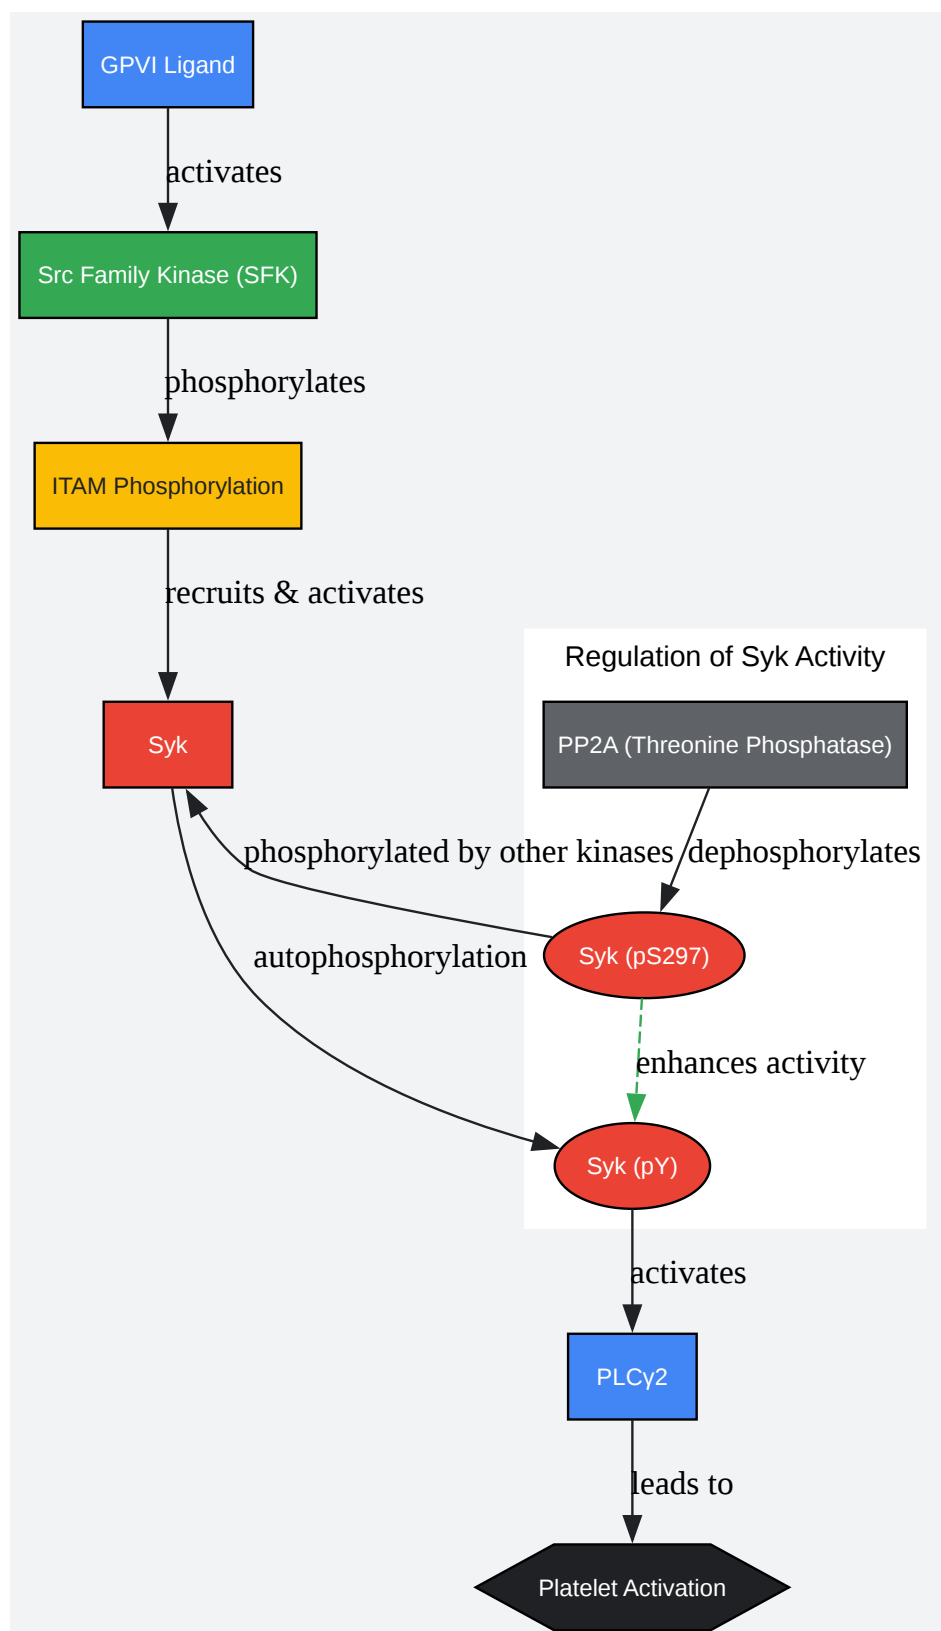 GPVI Ligand
activates
Src Family Kinase (SFK)
phosphorylates
ITAM Phosphorylation
recruits & activates
Regulation of Syk Activity
Syk
PP2A (Threonine Phosphatase)
phosphorylated by other kinases
dephosphorylates
autophosphorylation
Syk (pS297)
enhances activity
Syk (pY)
activates
PLCγ2
leads to
Platelet Activation